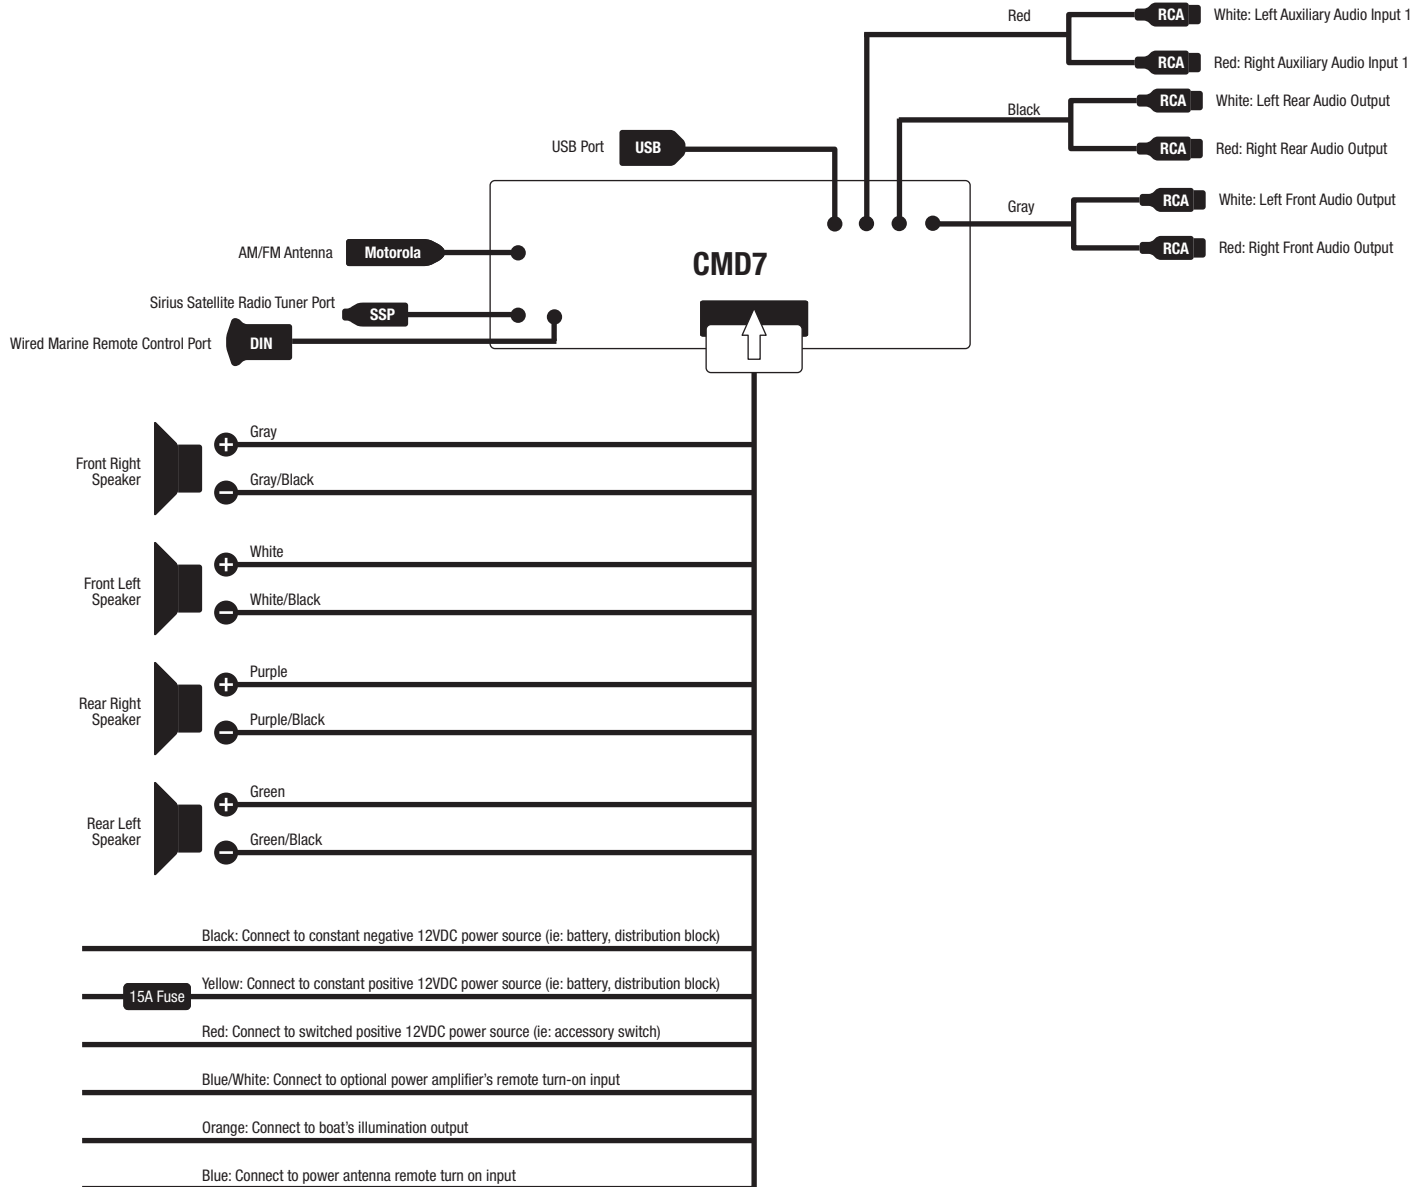 Red
RCA
White: Left Auxiliary Audio Input 1
RCA
Red: Right Auxiliary Audio Input 1
Black
RCA
White: Left Rear Audio Output
RCA
Red: Right Rear Audio Output
USB Port
USB
Gray
RCA
White: Left Front Audio Output
RCA
Red: Right Front Audio Output
AM/FM Antenna
Motorola
CMD7
Sirius Satellite Radio Tuner Port
SSP
Wired Marine Remote Control Port
DIN
Front Right
Speaker
+
Gray
−
Gray/Black
Front Left
Speaker
+
White
−
White/Black
Rear Right
Speaker
+
Purple
−
Purple/Black
Rear Left
Speaker
+
Green
−
Green/Black
Black: Connect to constant negative 12VDC power source (ie: battery, distribution block)
15A Fuse
Yellow: Connect to constant positive 12VDC power source (ie: battery, distribution block)
Red: Connect to switched positive 12VDC power source (ie: accessory switch)
Blue/White: Connect to optional power amplifier's remote turn-on input
Orange: Connect to boat's illumination output
Blue: Connect to power antenna remote turn on input